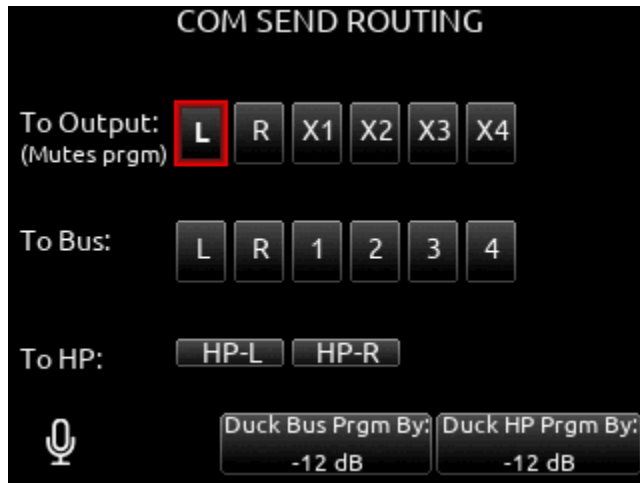 COM SEND ROUTING
To Output: L R X1 X2 X3 X4
(Mutes prgm)
To Bus: L R 1 2 3 4
To HP: HP-L HP-R
Duck Bus Prgm By: Duck HP Prgm By:
-12 dB -12 dB